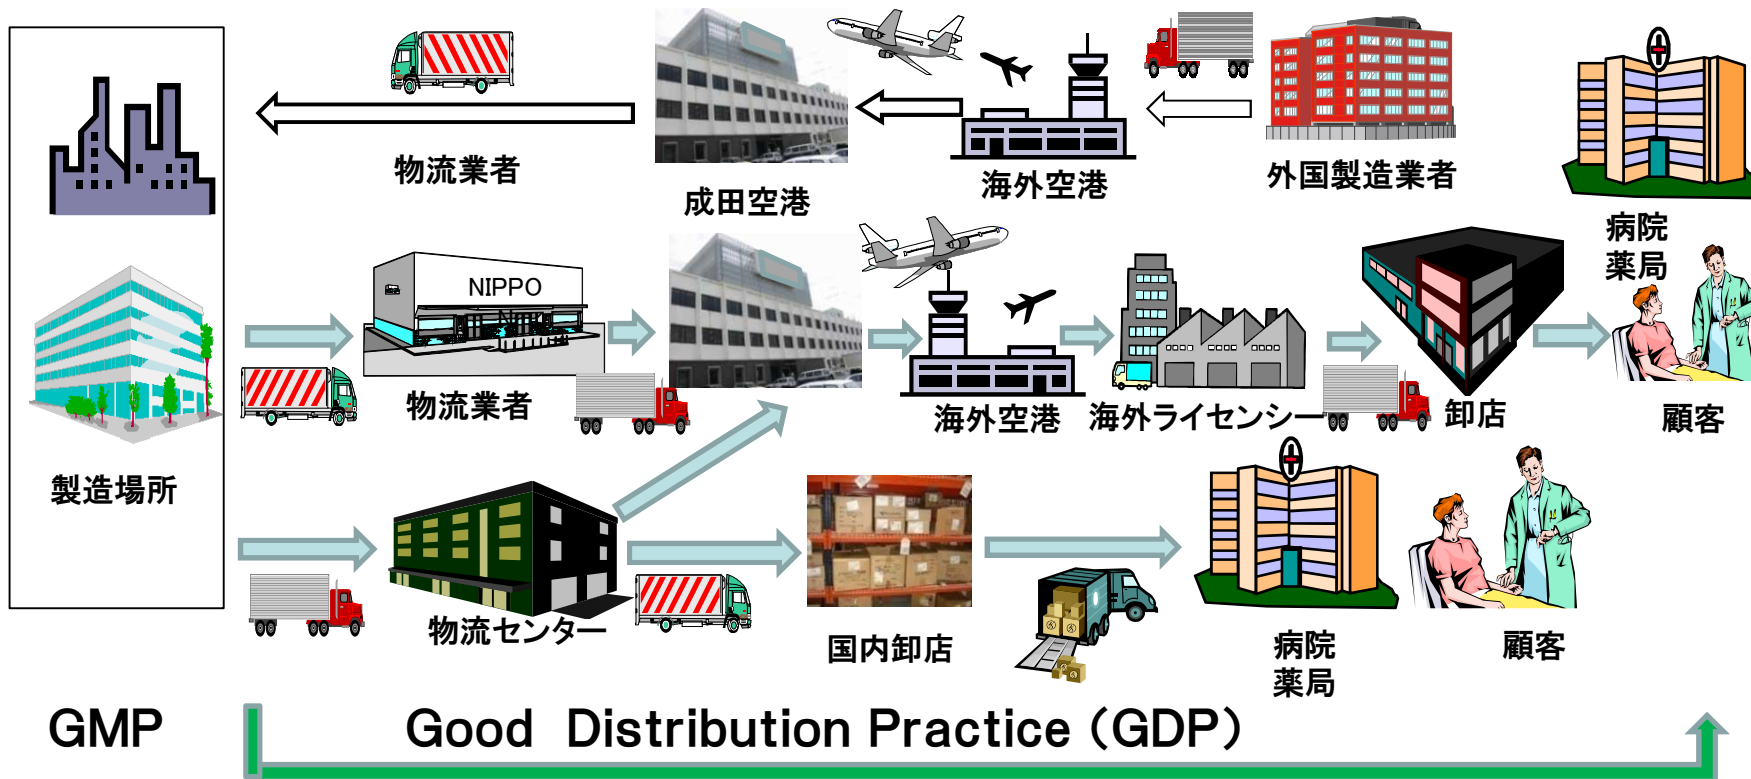 物流業者
成田空港
海外空港
外国製造業者
病院
薬局
NIPPO
物流業者
海外空港
海外ライセンシー
卸店
顧客
製造場所
物流センター
国内卸店
病院
薬局
顧客
GMP
Good Distribution Practice（GDP）